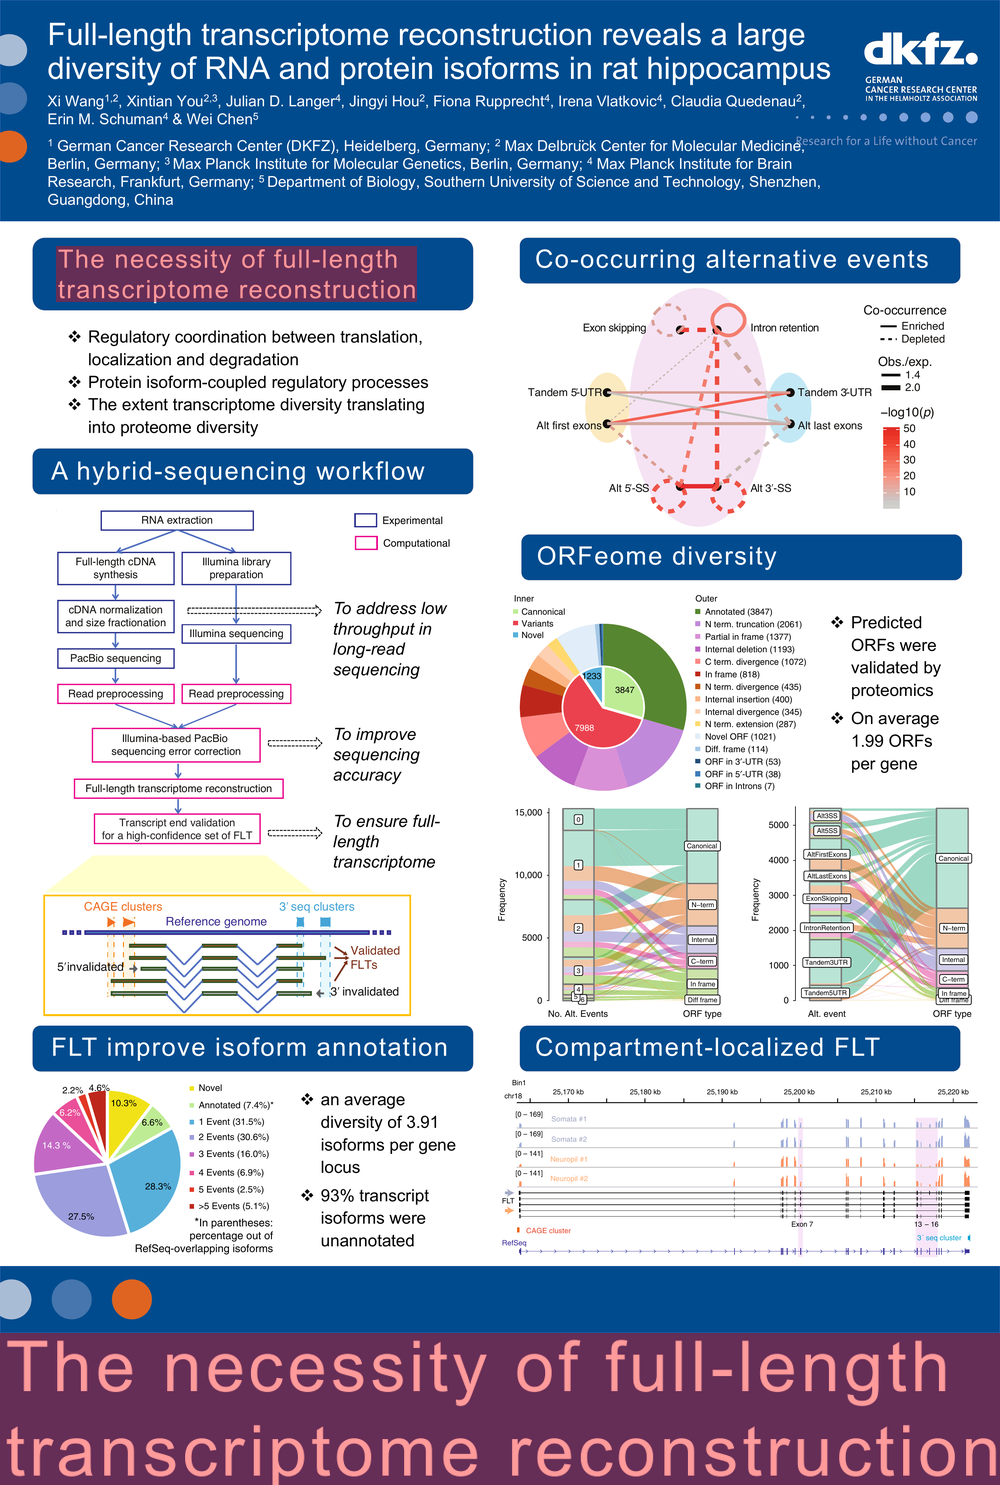 Full-length transcriptome reconstruction reveals a large
diversity of RNA and protein isoforms in rat hippocampus
Xi Wang1,2, Xintian You2,3, Julian D. Langer4, Jingyi Hou2, Fiona Rupprecht4, Irena Vlatkovic4, Claudia Quedenau2,
Erin M. Schuman4 & Wei Chen5
1 German Cancer Research Center (DKFZ), Heidelberg, Germany; 2 Max Delbrück Center for Molecular Medicine,
Berlin, Germany; 3 Max Planck Institute for Molecular Genetics, Berlin, Germany; 4 Max Planck Institute for Brain
Research, Frankfurt, Germany; 5 Department of Biology, Southern University of Science and Technology, Shenzhen,
Guangdong, China
dkfz.
GERMAN
CANCER RESEARCH CENTER
IN THE HELMHOLTZ ASSOCIATION
Research for a Life without Cancer
The necessity of full-length
transcriptome reconstruction
❖ Regulatory coordination between translation,
localization and degradation
❖ Protein isoform-coupled regulatory processes
❖ The extent transcriptome diversity translating
into proteome diversity
A hybrid-sequencing workflow
RNA extraction
Experimental
Computational
Full-length cDNA
synthesis
Illumina library
preparation
cDNA normalization
and size fractionation
Illumina sequencing
PacBio sequencing
Read preprocessing
Read preprocessing
Illumina-based PacBio
sequencing error correction
Full-length transcriptome reconstruction
Transcript end validation
for a high-confidence set of FLT
To address low
throughput in
long-read
sequencing
To improve
sequencing
accuracy
To ensure full-
length
transcriptome
CAGE clusters
3′ seq clusters
Reference genome
5′invalidated
Validated
FLTs
3′ invalidated
FLT improve isoform annotation
2.2%
4.6%
10.3%
6.2%
6.6%
14.3 %
28.3%
27.5%
Novel
Annotated (7.4%)*
1 Event (31.5%)
2 Events (30.6%)
3 Events (16.0%)
4 Events (6.9%)
5 Events (2.5%)
>5 Events (5.1%)
*In parentheses:
percentage out of
RefSeq-overlapping isoforms
❖ an average
diversity of 3.91
isoforms per gene
locus
❖ 93% transcript
isoforms were
unannotated
Co-occurring alternative events
Exon skipping
Intron retention
Tandem 5′-UTR
Tandem 3′-UTR
Alt first exons
Alt last exons
Alt 5′-SS
Alt 3′-SS
Co-occurrence
Enriched
Depleted
Obs./exp.
1.4
2.0
−log10(p)
50
40
30
20
10
ORFeome diversity
Inner
Cannonical
Variants
Novel
1233
3847
7988
Outer
Annotated (3847)
N term. truncation (2061)
Partial in frame (1377)
Internal deletion (1193)
C term. divergence (1072)
In frame (818)
N term. divergence (435)
Internal insertion (400)
Internal divergence (345)
N term. extension (287)
Novel ORF (1021)
Diff. frame (114)
ORF in 3′-UTR (53)
ORF in 5′-UTR (38)
ORF in Introns (7)
❖ Predicted
ORFs were
validated by
proteomics
❖ On average
1.99 ORFs
per gene
Frequency
15,000
10,000
5000
0
0
1
2
3
4
5
6
Canonical
N−term
Internal
C−term
In frame
Diff frame
No. Alt. Events
ORF type
Frequency
5000
4000
3000
2000
1000
0
Alt3SS
Alt5SS
AltFirstExons
AltLastExons
ExonSkipping
IntronRetention
Tandem3UTR
Tandem5UTR
Canonical
N−term
Internal
C−term
In frame
Diff frame
Alt. event
ORF type
Compartment-localized FLT
Bin1
chr18
25,170 kb
25,180 kb
25,190 kb
25,200 kb
25,210 kb
25,220 kb
[0 – 169]
Somata #1
[0 – 169]
Somata #2
[0 – 141]
Neuropil #1
[0 – 141]
Neuropil #2
FLT
Exon 7
13 – 16
CAGE cluster
3′ seq cluster
RefSeq
The necessity of full-length
transcriptome reconstruction